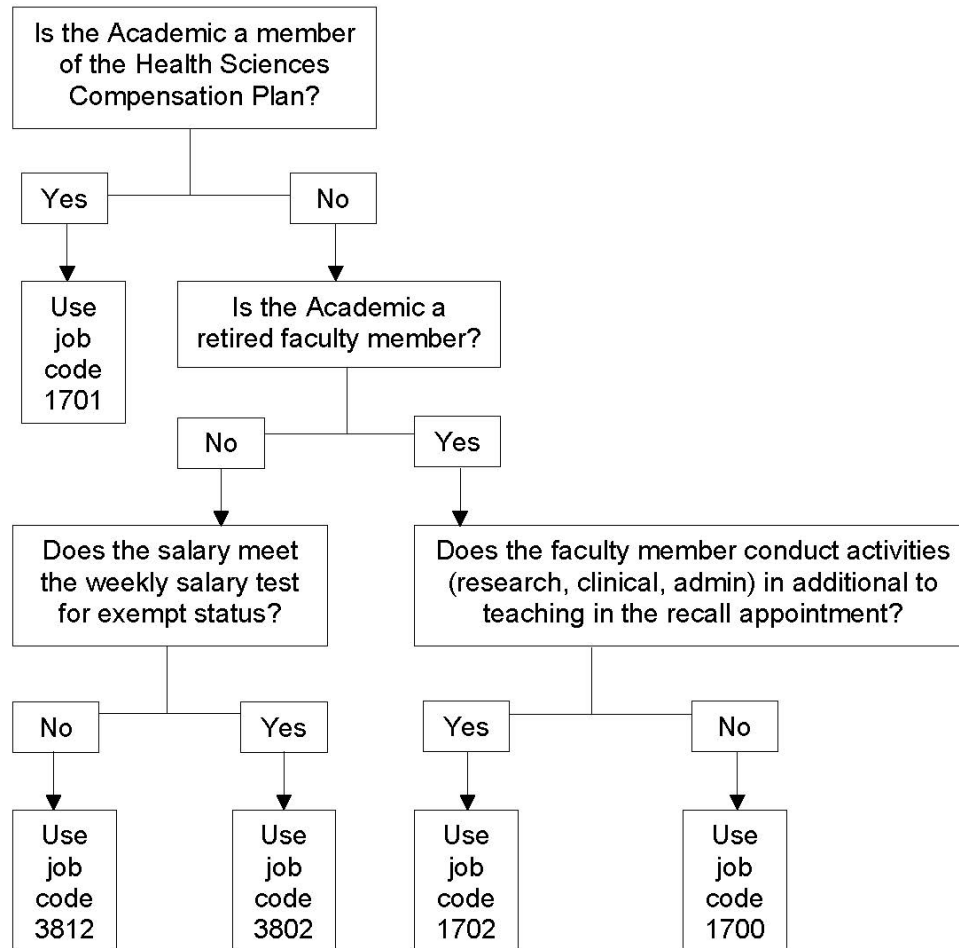 Is the Academic a member
of the Health Sciences
Compensation Plan?
Yes
No
Use
job
code
1701
Is the Academic a
retired faculty member?
No
Yes
Does the salary meet
the weekly salary test
for exempt status?
Does the faculty member conduct activities
(research, clinical, admin) in additional to
teaching in the recall appointment?
No
Yes
Yes
No
Use
job
code
3812
Use
job
code
3802
Use
job
code
1702
Use
job
code
1700